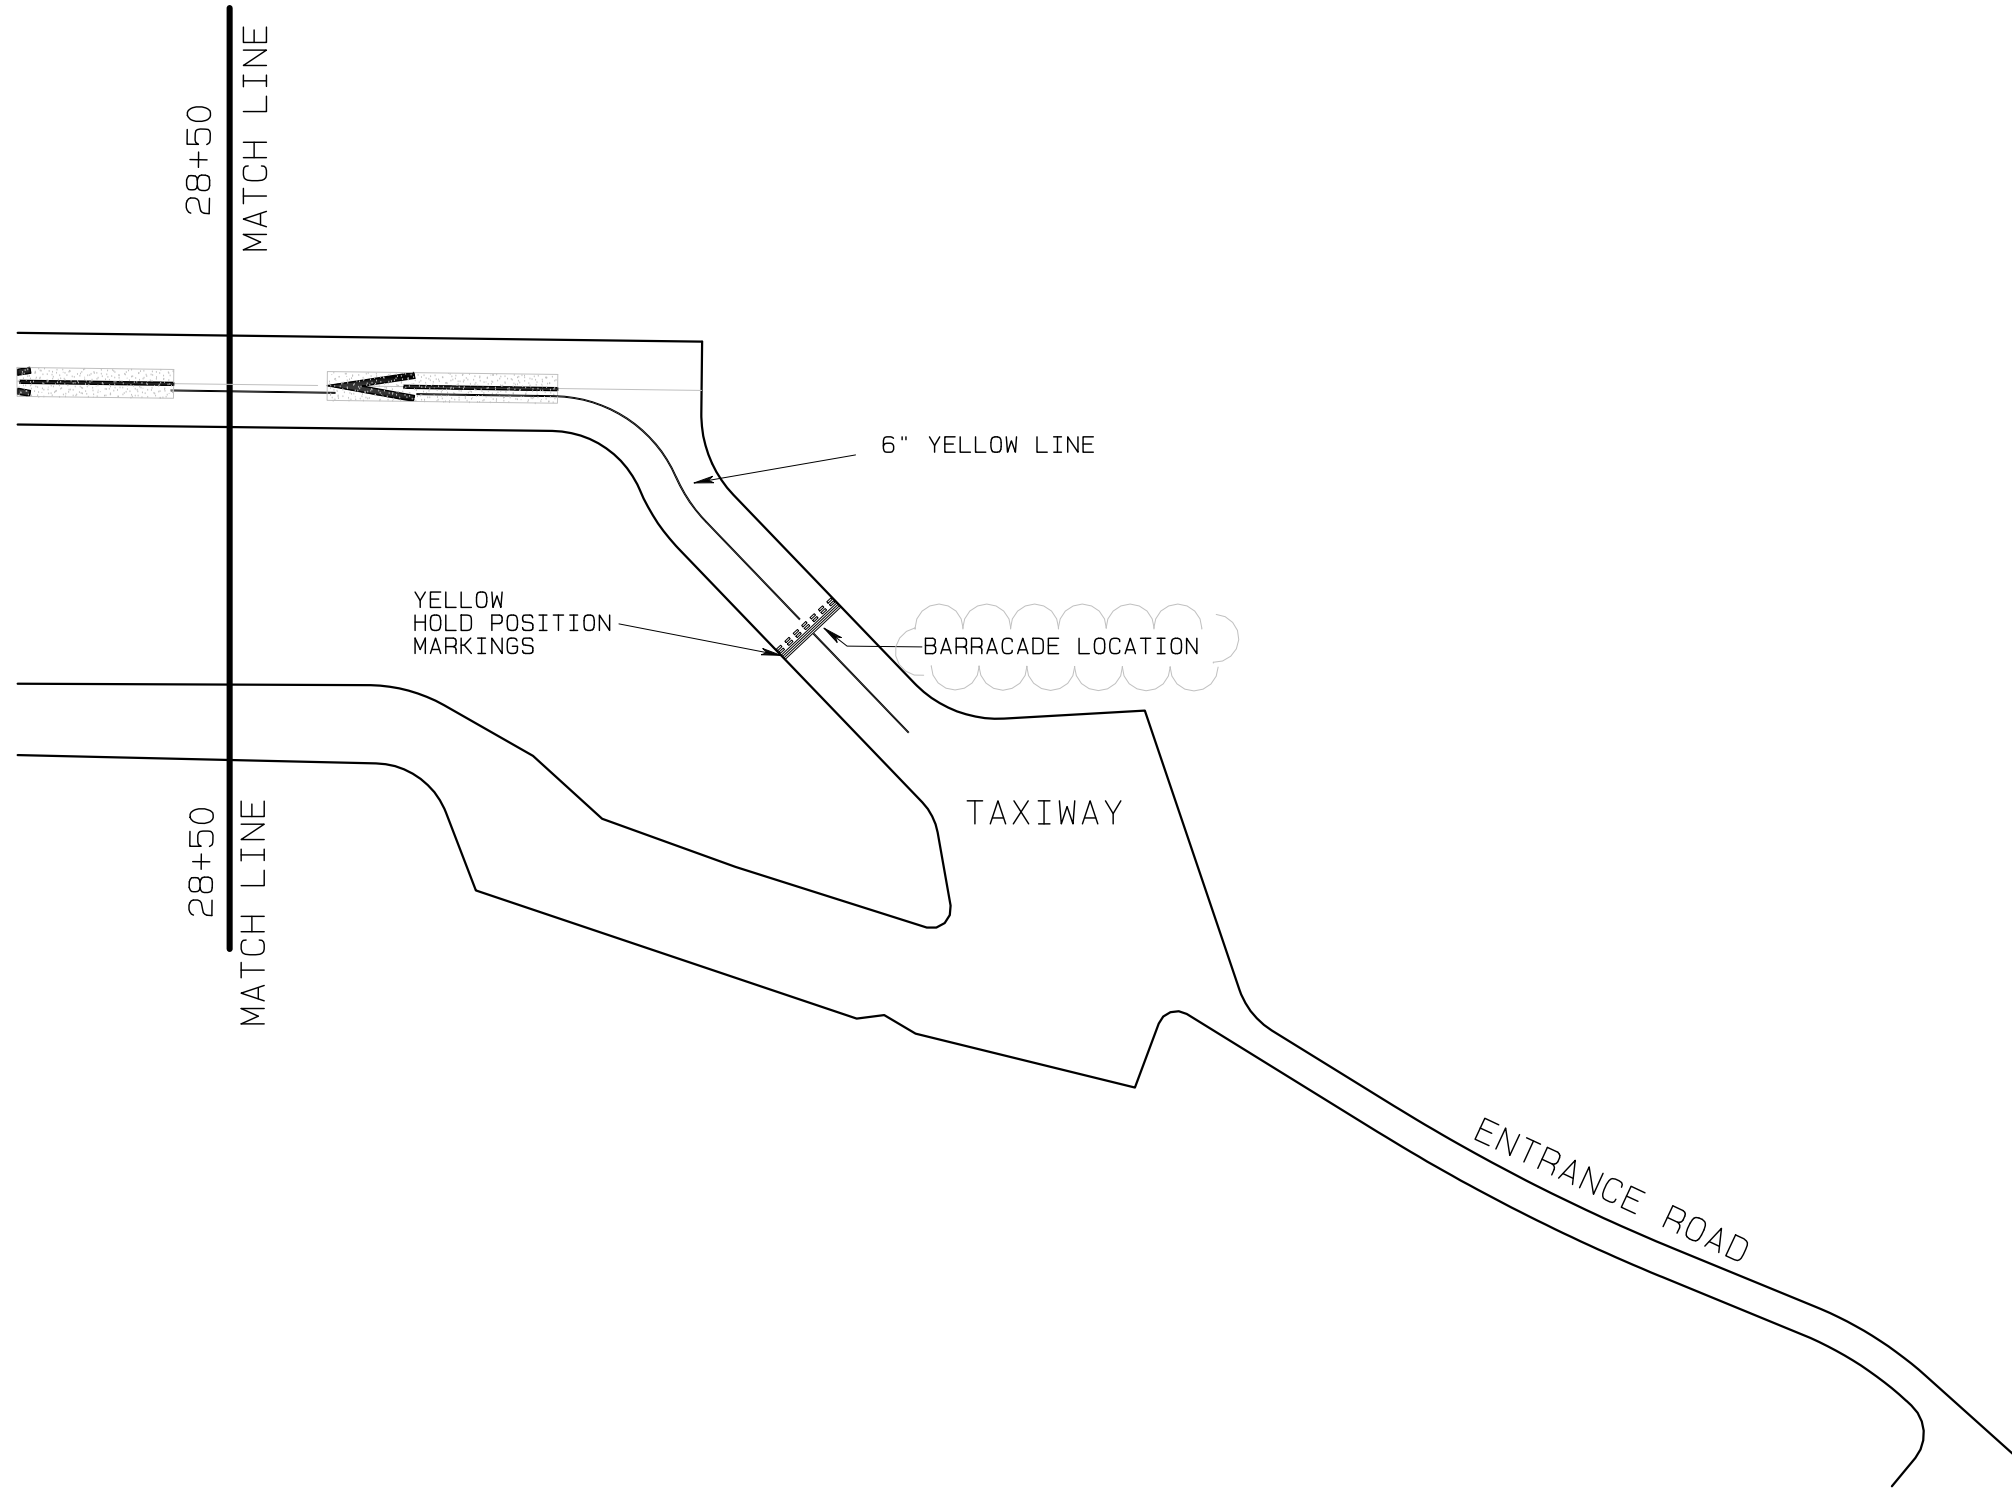 28+50
MATCH LINE
6" YELLOW LINE
YELLOW
HOLD POSITION
MARKINGS
BARRACADE LOCATION
TAXIWAY
28+50
MATCH LINE
ENTRANCE ROAD